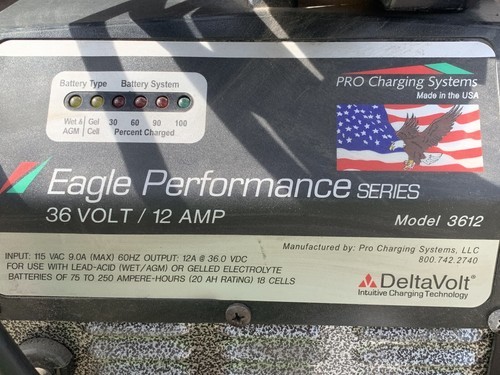 Battery Type Battery System
PRO Charging Systems
Made in the USA
Wet & Gel 30 60 90 100
AGM Cell Percent Charged
Eagle Performance SERIES
36 VOLT / 12 AMP
Model 3612
Manufactured by: Pro Charging Systems, LLC
800.742.2740
INPUT: 115 VAC 9.0A (MAX) 60HZ OUTPUT: 12A @ 36.0 VDC
FOR USE WITH LEAD-ACID (WET/AGM) OR GELLED ELECTROLYTE
BATTERIES OF 75 TO 250 AMPERE-HOURS (20 AH RATING) 18 CELLS
DeltaVolt®
Intuitive Charging Technology